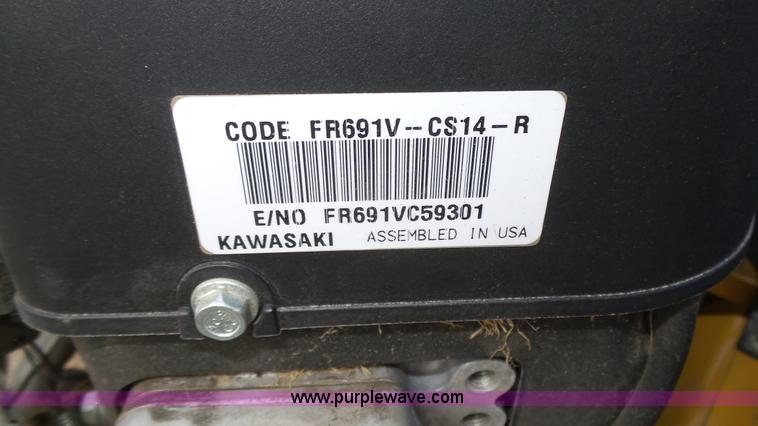 CODE FR691V-CS14-R
E/NO FR691VC59301
KAWASAKI ASSEMBLED IN USA
www.purplewave.com